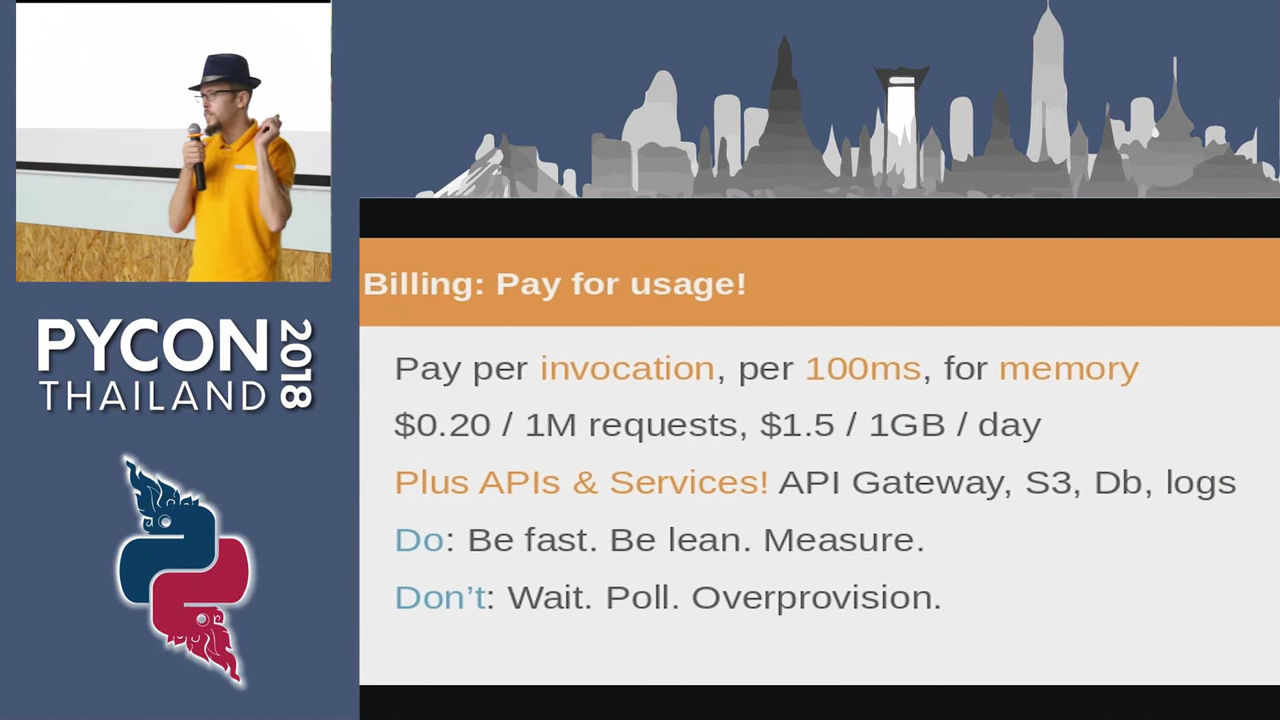 PYCON
2018
THAILAND
Billing: Pay for usage!
Pay per invocation, per 100ms, for memory
$0.20 / 1M requests, $1.5 / 1GB / day
Plus APIs & Services! API Gateway, S3, Db, logs
Do: Be fast. Be lean. Measure.
Don’t: Wait. Poll. Overprovision.